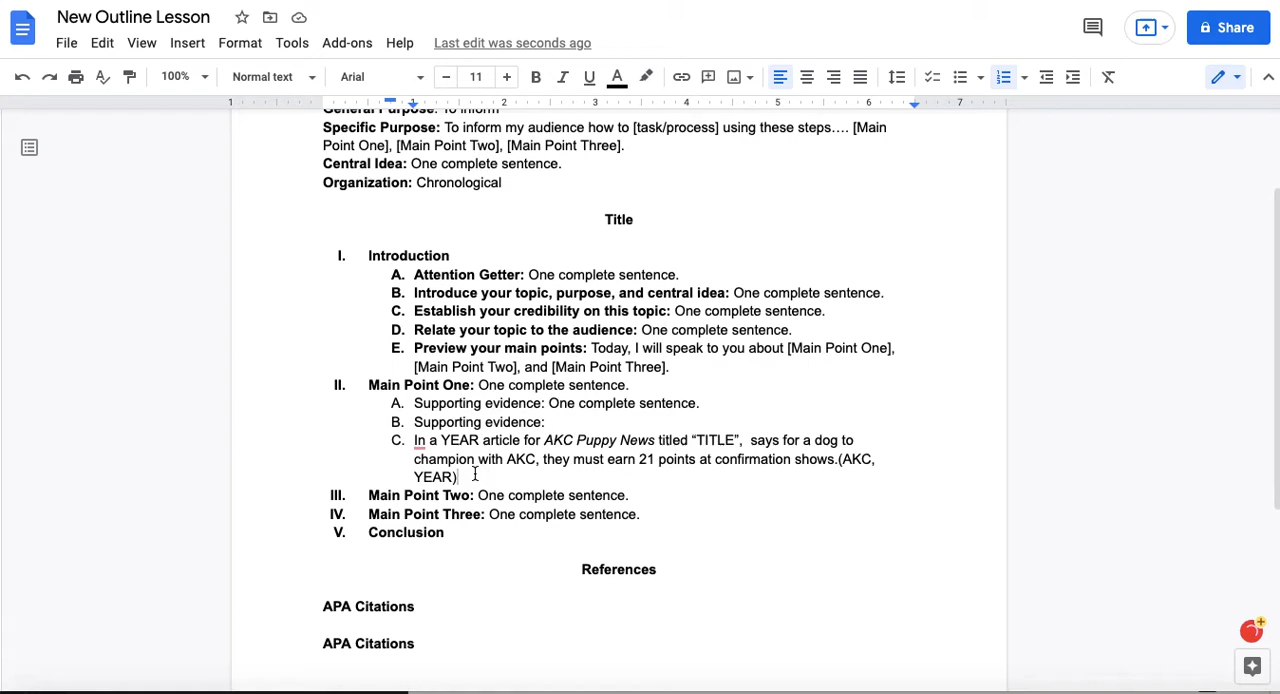 New Outline Lesson
File Edit View Insert Format Tools Add-ons Help Last edit was seconds ago
Share
100% Normal text Arial 11
1 1 2 3 4 5 6 7
General Purpose: To inform
Specific Purpose: To inform my audience how to [task/process] using these steps…. [Main
Point One], [Main Point Two], [Main Point Three].
Central Idea: One complete sentence.
Organization: Chronological
Title
I. Introduction
A. Attention Getter: One complete sentence.
B. Introduce your topic, purpose, and central idea: One complete sentence.
C. Establish your credibility on this topic: One complete sentence.
D. Relate your topic to the audience: One complete sentence.
E. Preview your main points: Today, I will speak to you about [Main Point One],
[Main Point Two], and [Main Point Three].
II. Main Point One: One complete sentence.
A. Supporting evidence: One complete sentence.
B. Supporting evidence:
C. In a YEAR article for AKC Puppy News titled “TITLE”, says for a dog to
champion with AKC, they must earn 21 points at confirmation shows.(AKC,
YEAR)
III. Main Point Two: One complete sentence.
IV. Main Point Three: One complete sentence.
V. Conclusion
References
APA Citations
APA Citations